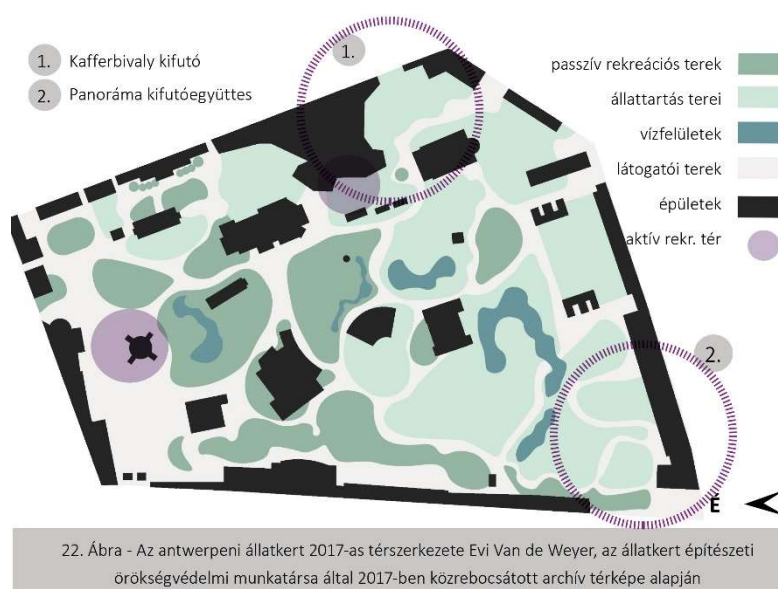 1. Kafferbivaly kifutó
2. Panoráma kifutóegyüttes
1.
passzív rekreációs terek
állattartás terei
vízfelületek
látogatói terek
épületek
aktív rekr. tér
2.
É
22. Ábra - Az antwerpeni állatkert 2017-as térszerkezete Evi Van de Weyer, az állatkert építészeti
örökségvédelmi munkatársa által 2017-ben közrebocsátott archív térképe alapján